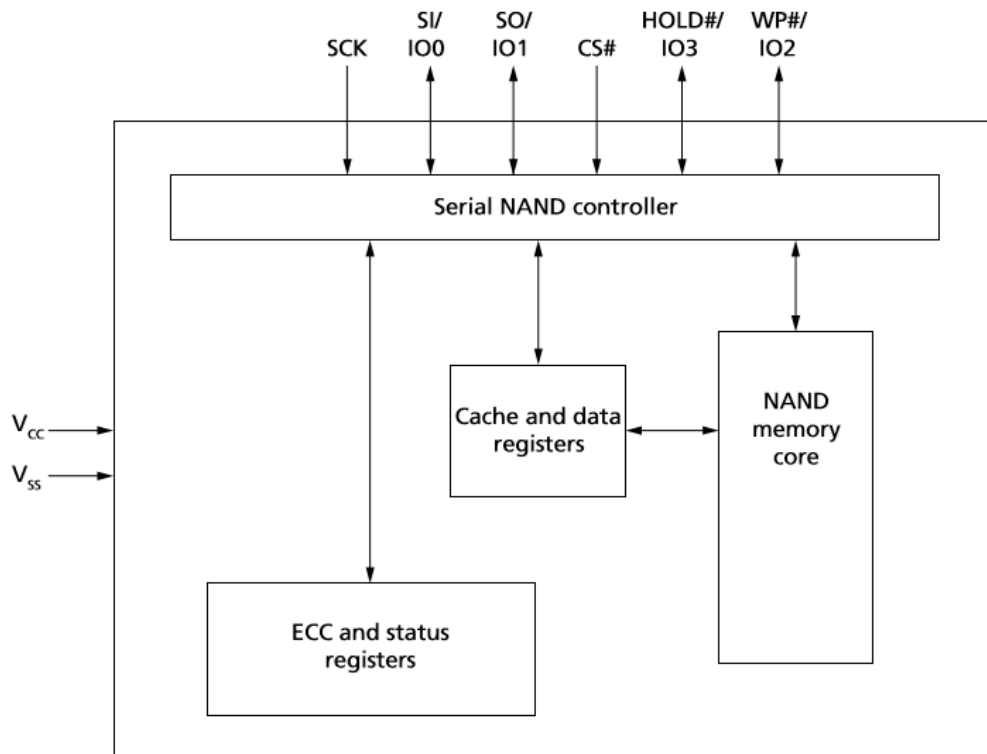 SCK
SI/
IO0
SO/
IO1
CS#
HOLD#/
IO3
WP#/
IO2
Serial NAND controller
Cache and data
registers
NAND
memory
core
Vcc
Vss
ECC and status
registers